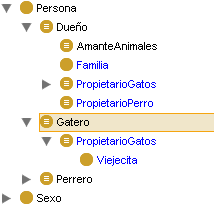 Persona
Dueño
AmanteAnimales
Familia
PropietarioGatos
PropietarioPerro
Gatero
PropietarioGatos
Viejecita
Perrero
Sexo